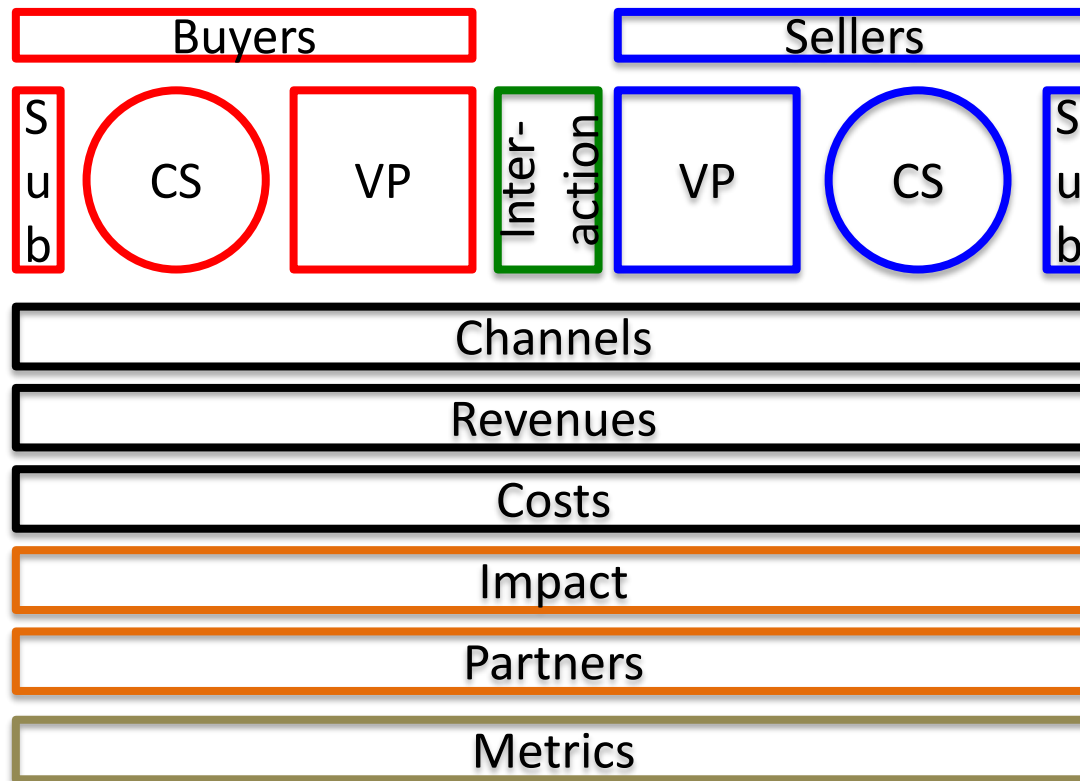 Buyers
Sellers
S
u
b
CS
VP
Inter-
action
VP
CS
S
u
b
Channels
Revenues
Costs
Impact
Partners
Metrics